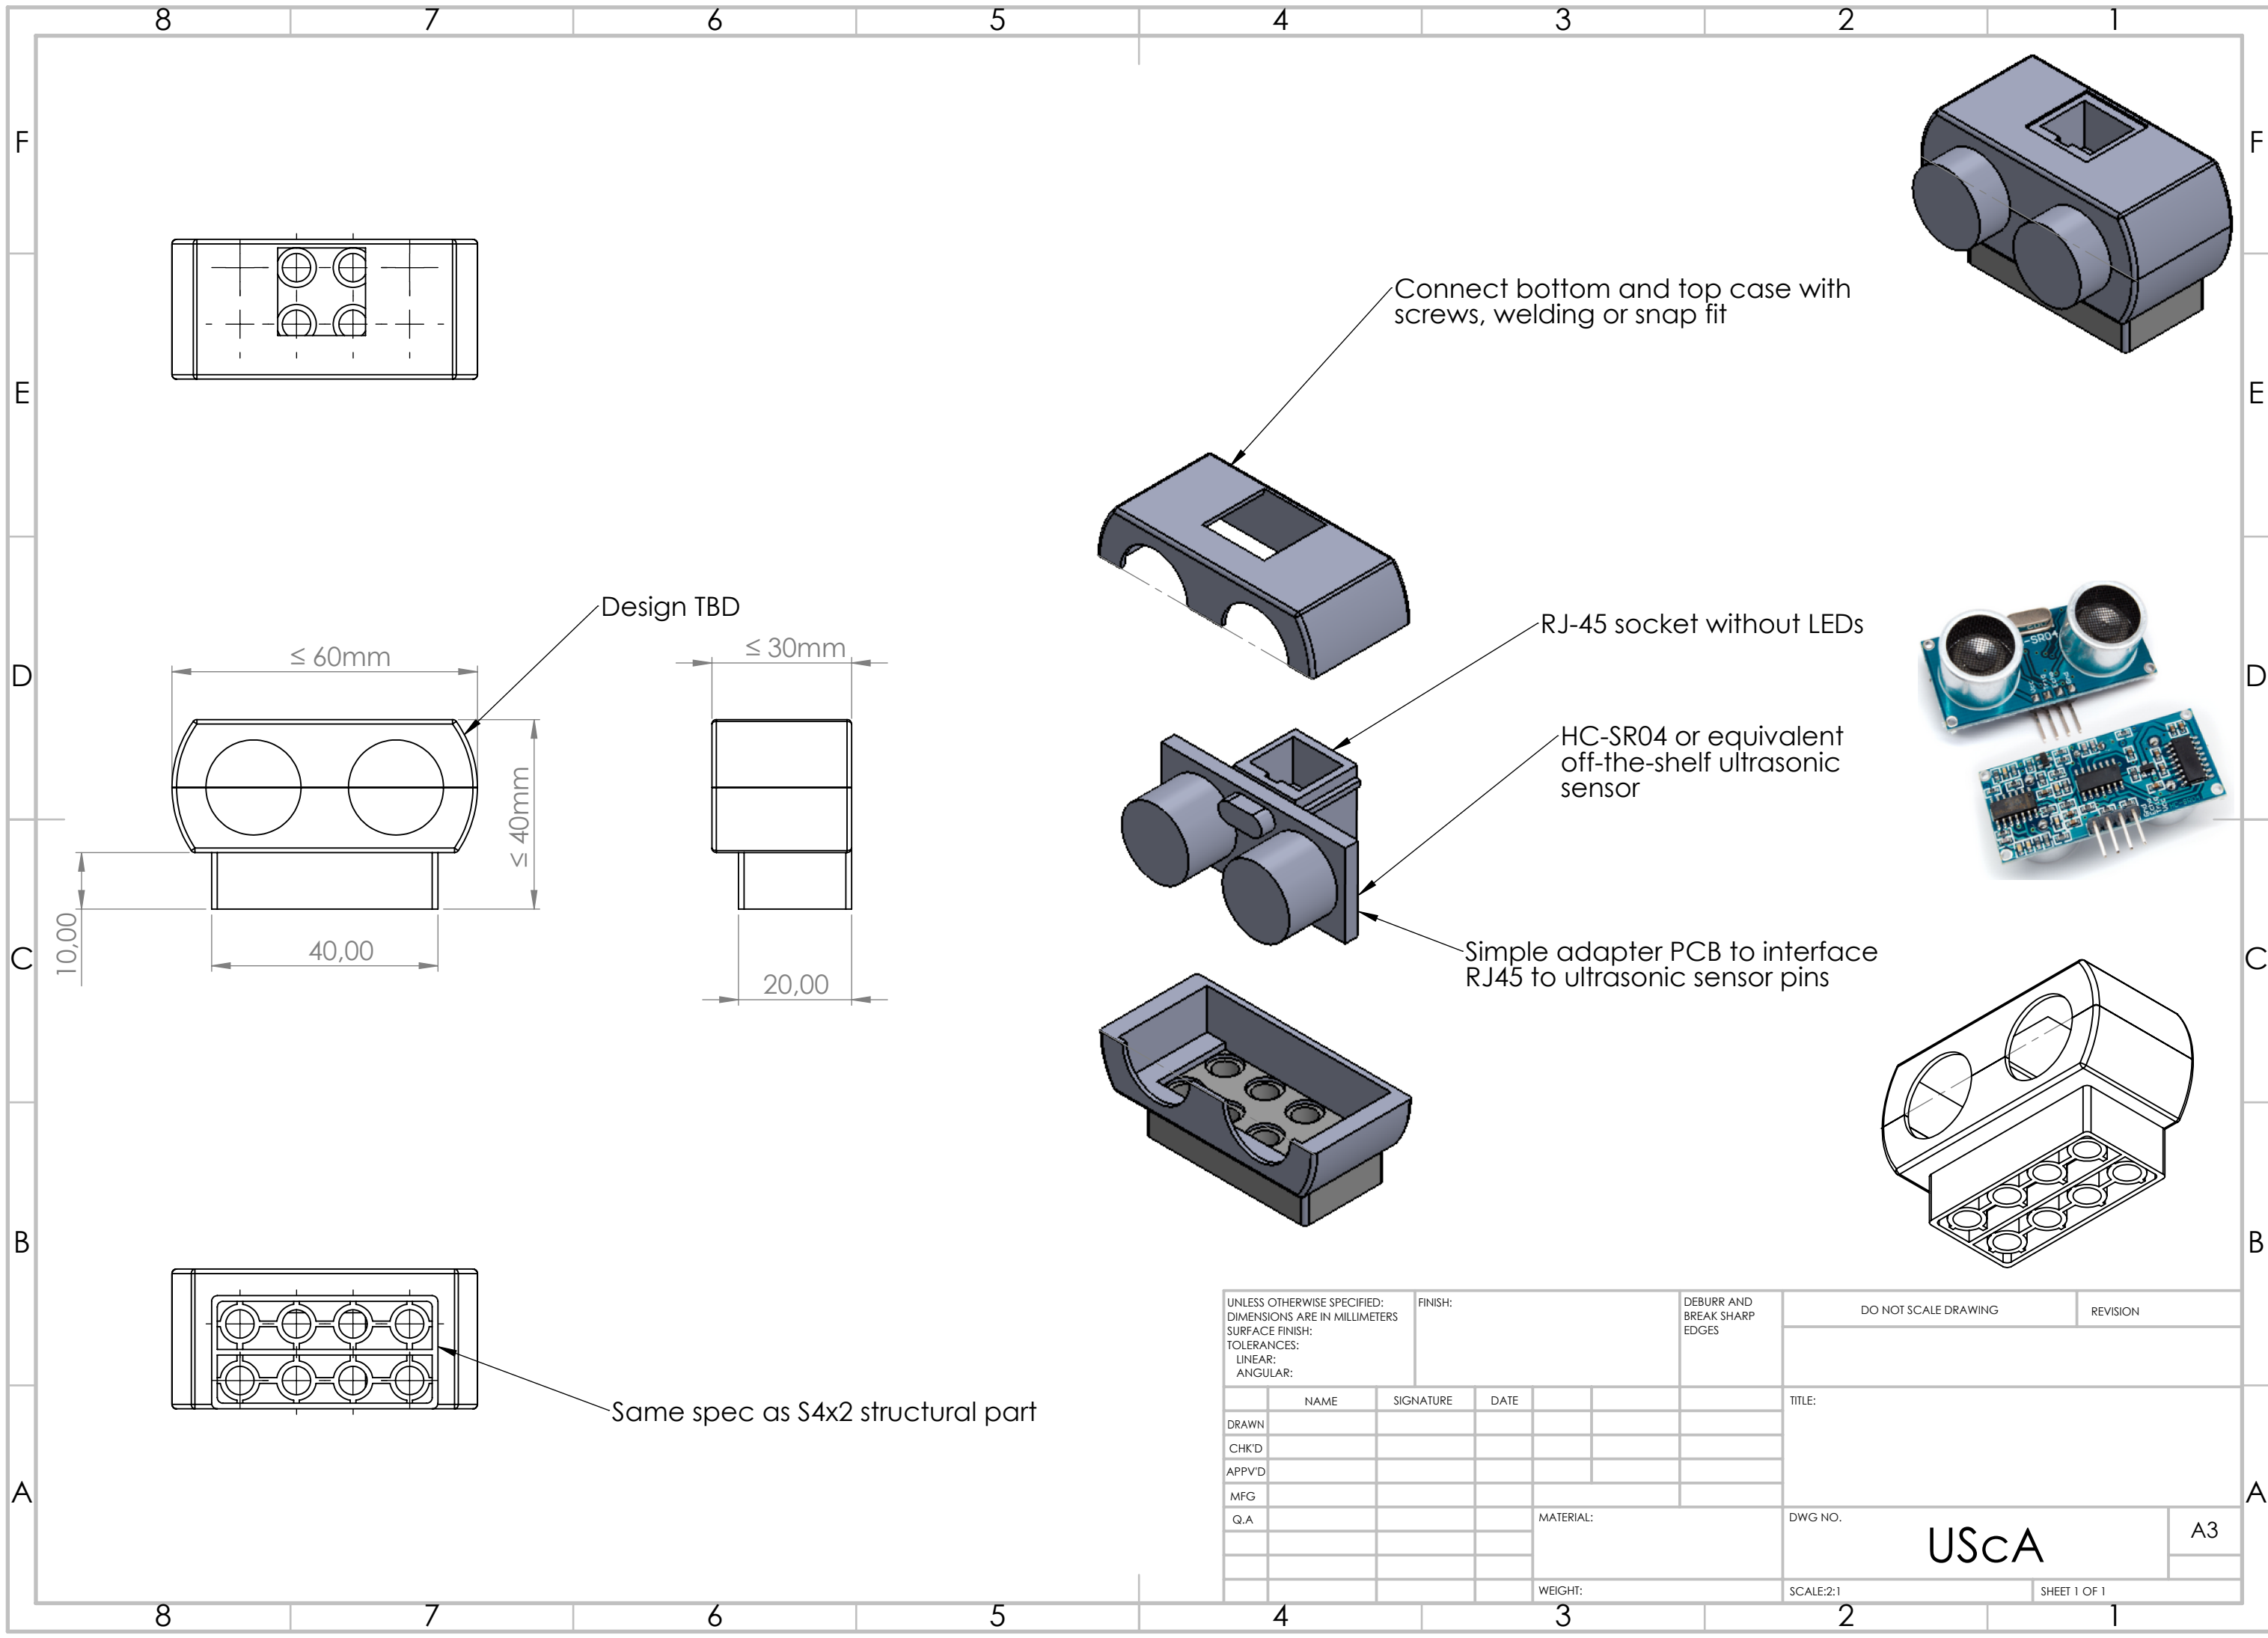 8 7 6 5 4 3 2 1
F F
E E
D D
C C
B B
A A
Connect bottom and top case with
screws, welding or snap fit
Design TBD
≤ 60mm
≤ 30mm
≤ 40mm
10,00
40,00
20,00
RJ-45 socket without LEDs
HC-SR04 or equivalent
off-the-shelf ultrasonic
sensor
-SR04
Simple adapter PCB to interface
RJ45 to ultrasonic sensor pins
Same spec as S4x2 structural part
UNLESS OTHERWISE SPECIFIED:
DIMENSIONS ARE IN MILLIMETERS
SURFACE FINISH:
TOLERANCES:
LINEAR:
ANGULAR:
FINISH:
DEBURR AND
BREAK SHARP
EDGES
DO NOT SCALE DRAWING
REVISION
NAME SIGNATURE DATE
TITLE:
DRAWN
CHK'D
APPV'D
MFG
Q.A
MATERIAL:
DWG NO.
USCA
A3
WEIGHT:
SCALE:2:1
SHEET 1 OF 1
8 7 6 5 4 3 2 1